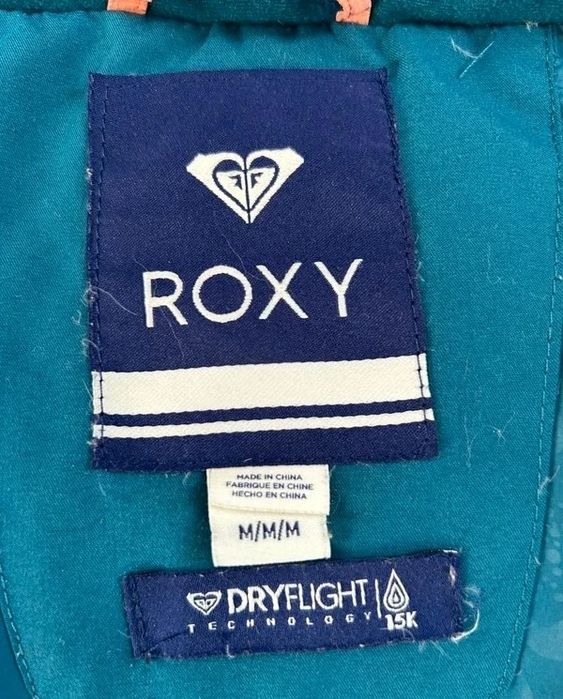 ROXY
MADE IN CHINA
FABRIQUE EN CHINE
HECHO EN CHINA
M/M/M
DRYFLIGHT
TECHNOLOGY 15K